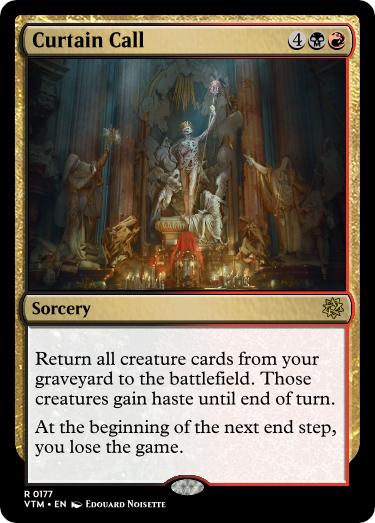 Curtain Call 4
Sorcery
Return all creature cards from your
graveyard to the battlefield. Those
creatures gain haste until end of turn.
At the beginning of the next end step,
you lose the game.
R 0177
VTM • EN Edouard Noisette